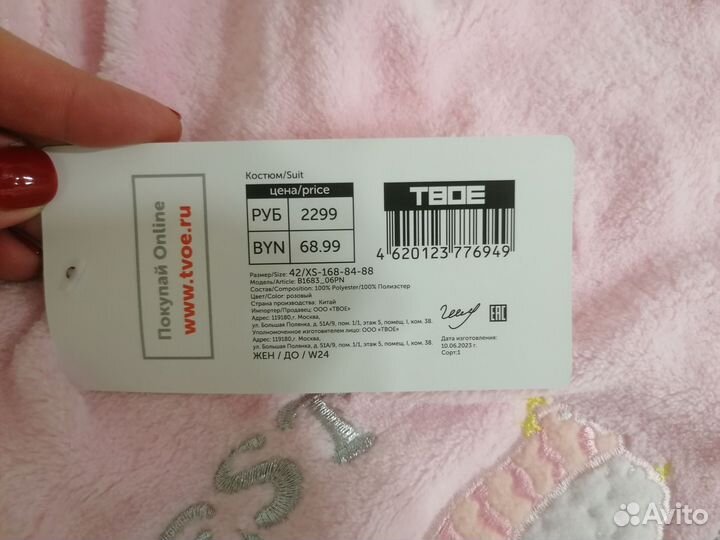 Покупай Online
www.tvoe.ru
Костюм/Suit
цена/price
РУБ 2299
BYN 68.99
ТВОЕ
4 620123 776949
Размер/Size: 42/XS-168-84-88
Модель/Article: B1683_06PN
Состав/Composition: 100% Polyester/100% Полиэстер
Цвет/Color: розовый
Страна производства: Китай
Импортер/Продавец: ООО «ТВОЕ»
Адрес: 119180,г. Москва,
ул. Большая Полянка, д. 51А/9, пом. 1/1, этаж 5, помещ. I, ком. 38.
Уполномоченное изготовителем лицо: ООО «ТВОЕ»
Адрес: 119180,г. Москва,
ул. Большая Полянка, д. 51А/9, пом. 1/1, этаж 5, помещ. I, ком. 38.
ЖЕН / ДО / W24
EAC
Дата изготовления:
10.06.2023 г.
Сорт:1
EST
Avito